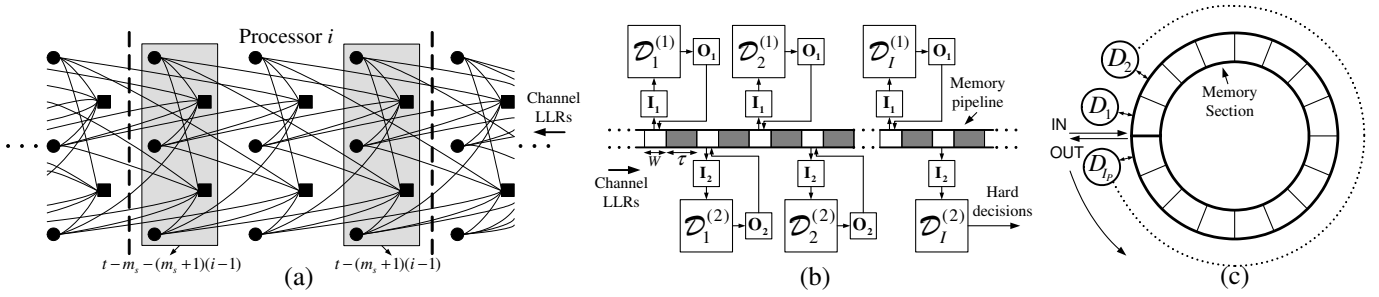 Processor i
Channel
LLRs
t − m_s − (m_s +1)(i−1)
t − (m_s +1)(i−1)
(a)
𝒟_1^(1)
O_1
𝒟_2^(1)
O_1
𝒟_I^(1)
O_1
I_1
I_1
I_1
Memory
pipeline
W
τ
Channel
LLRs
I_2
I_2
I_2
Hard
decisions
𝒟_1^(2)
O_2
𝒟_2^(2)
O_2
𝒟_I^(2)
(b)
D_2
D_1
Memory
Section
IN
OUT
D_{I_P}
(c)